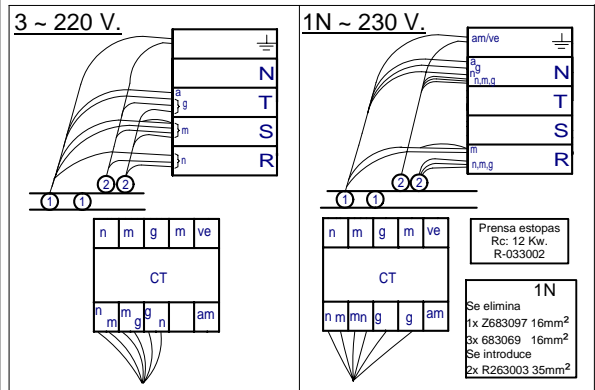 3 ~ 220 V.
N
a
T
g
S
m
R
n
2 2
1 1
n m g m ve
CT
n m m g g n am
1N ~ 230 V.
am/ve
a
g
n
n,m,g
N
T
S
m
n,m,g
R
2 2
1 1
n m g m ve
CT
n m m n g g am
Prensa estopas
Rc: 12 Kw.
R-033002
1N
Se elimina
1x Z683097 16mm²
3x 683069 16mm²
Se introduce
2x R263003 35mm²